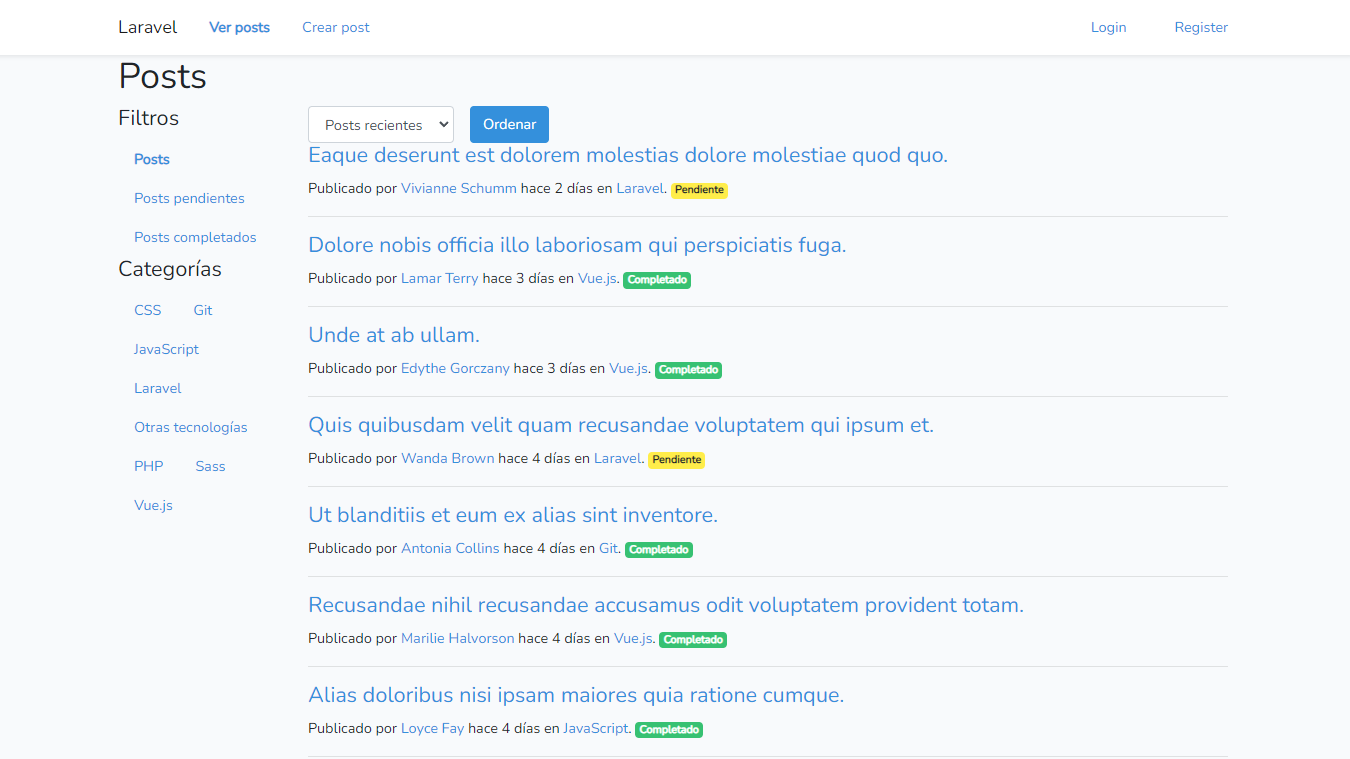 Laravel Ver posts Crear post Login Register
Posts
Filtros
Posts
Posts pendientes
Posts completados
Categorías
CSS Git
JavaScript
Laravel
Otras tecnologías
PHP Sass
Vue.js
Posts recientes Ordenar
Eaque deserunt est dolorem molestias dolore molestiae quod quo.
Publicado por Vivianne Schumm hace 2 días en Laravel. Pendiente
Dolore nobis officia illo laboriosam qui perspiciatis fuga.
Publicado por Lamar Terry hace 3 días en Vue.js. Completado
Unde at ab ullam.
Publicado por Edythe Gorczany hace 3 días en Vue.js. Completado
Quis quibusdam velit quam recusandae voluptatem qui ipsum et.
Publicado por Wanda Brown hace 4 días en Laravel. Pendiente
Ut blanditiis et eum ex alias sint inventore.
Publicado por Antonia Collins hace 4 días en Git. Completado
Recusandae nihil recusandae accusamus odit voluptatem provident totam.
Publicado por Marilie Halvorson hace 4 días en Vue.js. Completado
Alias doloribus nisi ipsam maiores quia ratione cumque.
Publicado por Loyce Fay hace 4 días en JavaScript. Completado